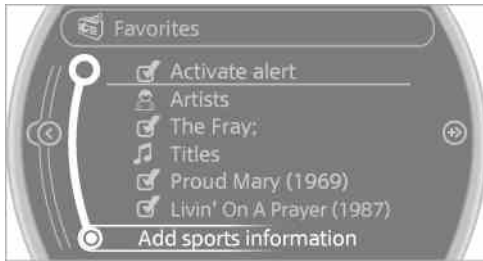 Favorites
Activate alert
Artists
The Fray:
Titles
Proud Mary (1969)
Livin' On A Prayer (1987)
Add sports information